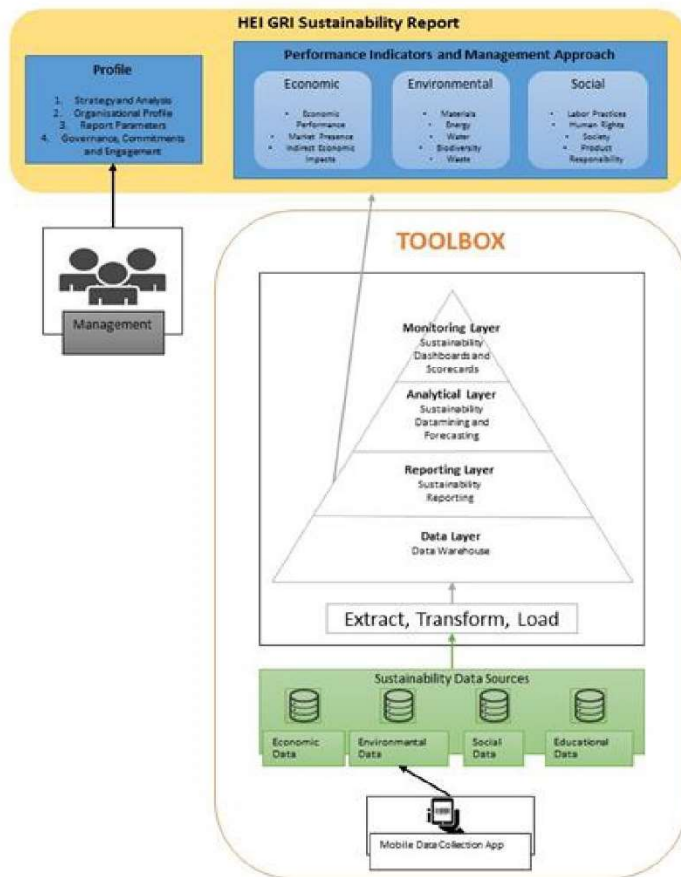 HEI GRI Sustainability Report
Profile
1. Strategy and Analysis
2. Organisational Profile
3. Report Parameters
4. Governance, Commitments
and Engagement
Performance Indicators and Management Approach
Economic
• Economic
Performance
• Market Presence
• Indirect Economic
Impacts
Environmental
• Materials
• Energy
• Water
• Biodiversity
• Waste
Social
• Labor Practices
• Human Rights
• Society
• Product
Responsibility
Management
TOOLBOX
Monitoring Layer
Sustainability
Dashboards and
Scorecards
Analytical Layer
Sustainability
Datamining and
Forecasting
Reporting Layer
Sustainability
Reporting
Data Layer
Data Warehouse
Extract, Transform, Load
Sustainability Data Sources
Economic
Data
Environmental
Data
Social
Data
Educational
Data
Mobile Data Collection App